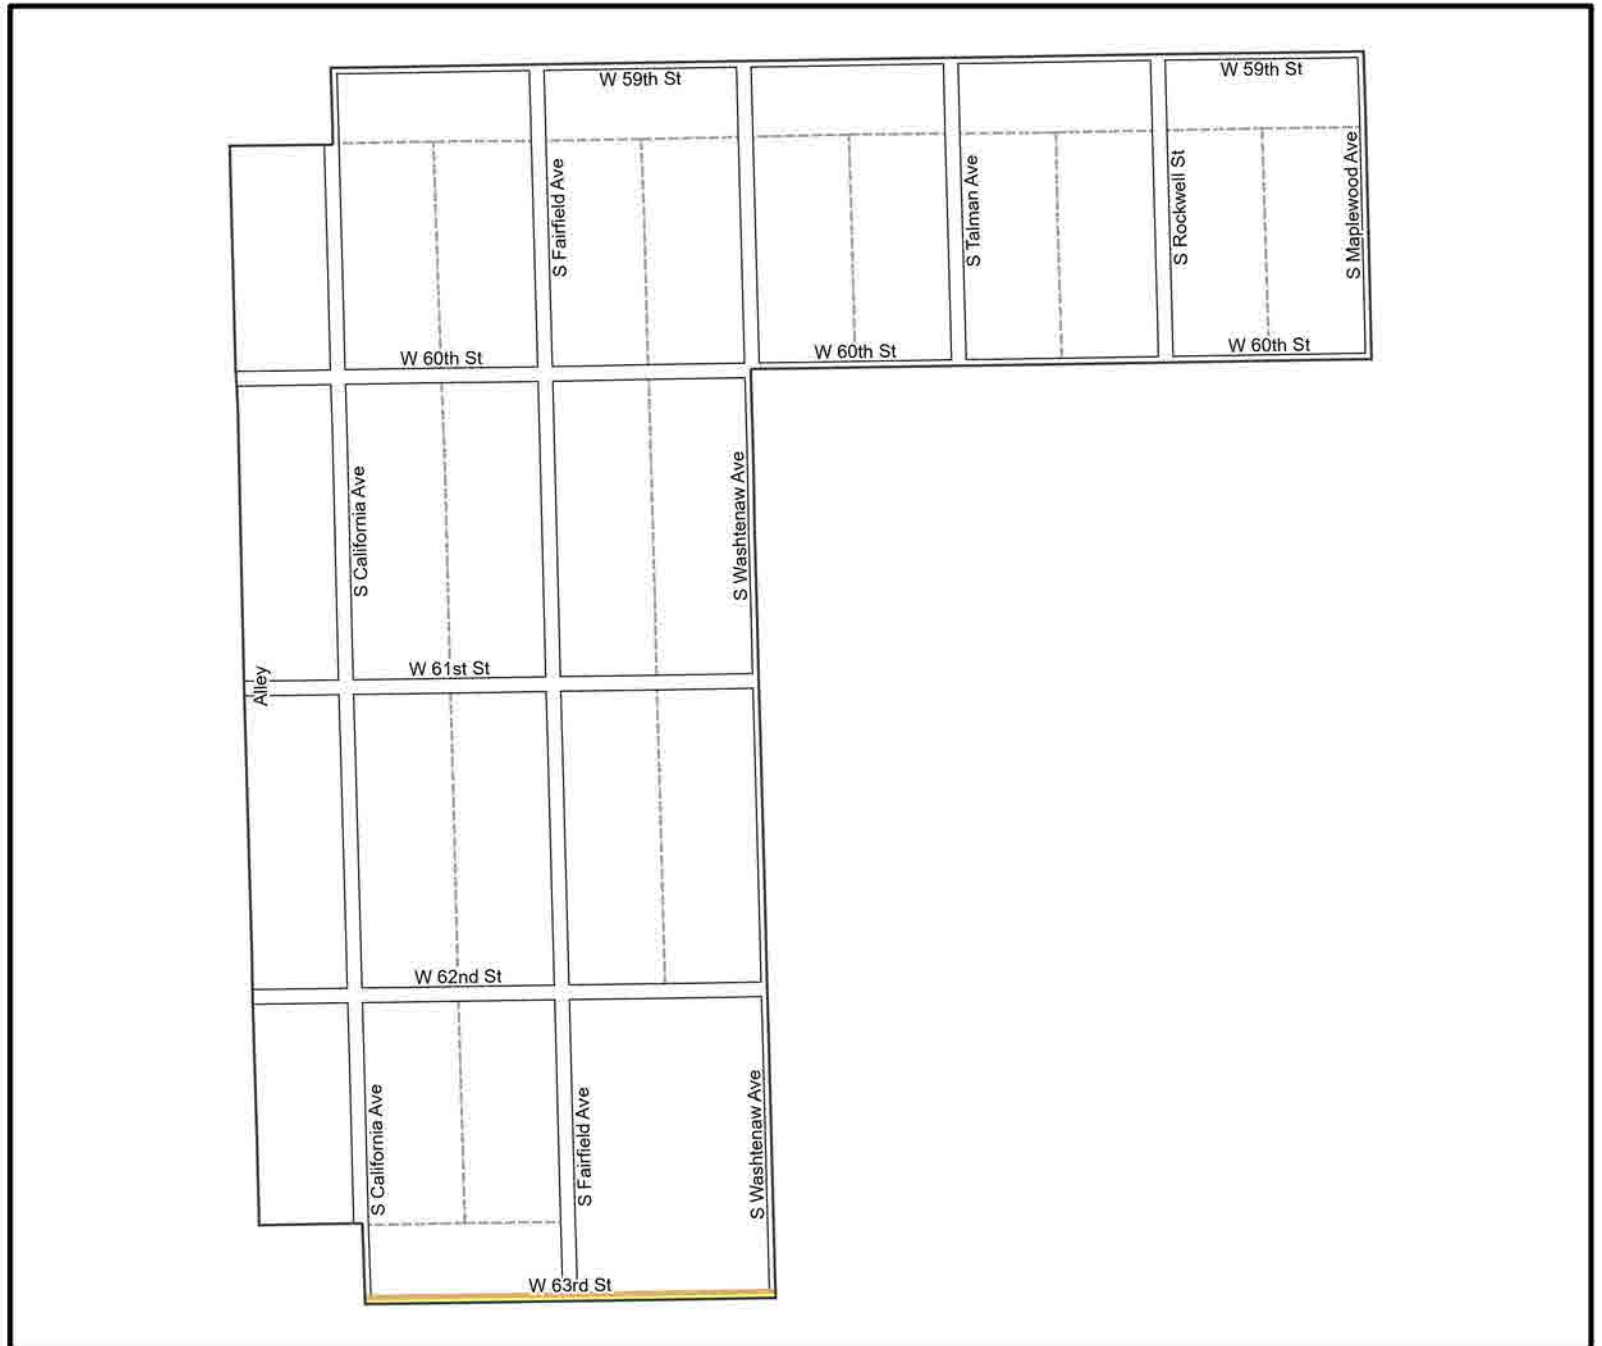 W 59th St
W 59th St
S Fairfield Ave
S Talman Ave
S Rockwell St
S Maplewood Ave
W 60th St
W 60th St
W 60th St
S California Ave
S Washtenaw Ave
W 61st St
Alley
W 62nd St
S California Ave
S Fairfield Ave
S Washtenaw Ave
W 63rd St